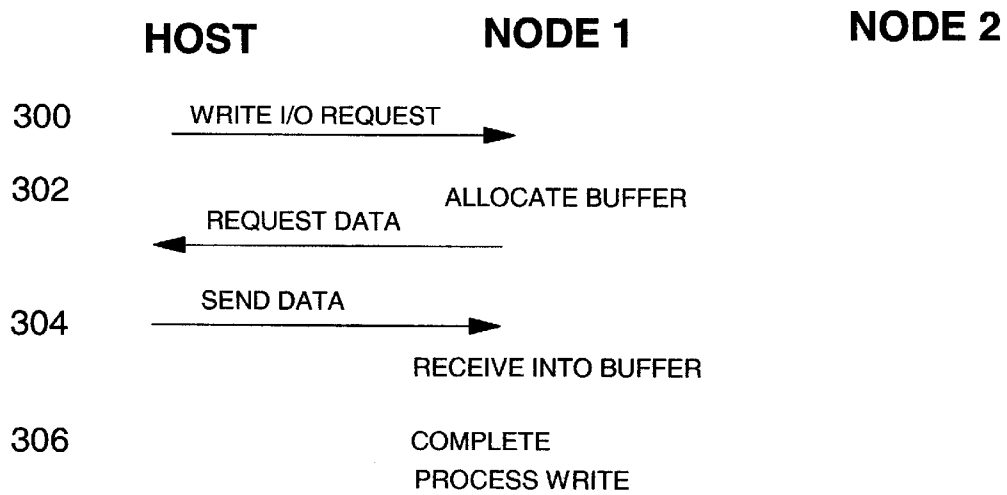 HOST NODE 1 NODE 2
300 WRITE I/O REQUEST
302 ALLOCATE BUFFER
REQUEST DATA
SEND DATA
304
RECEIVE INTO BUFFER
306 COMPLETE
PROCESS WRITE